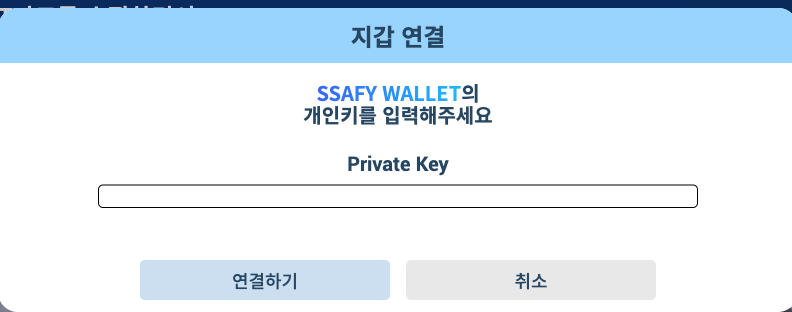 지갑 연결
SSAFY WALLET의
개인키를 입력해주세요
Private Key
연결하기
취소